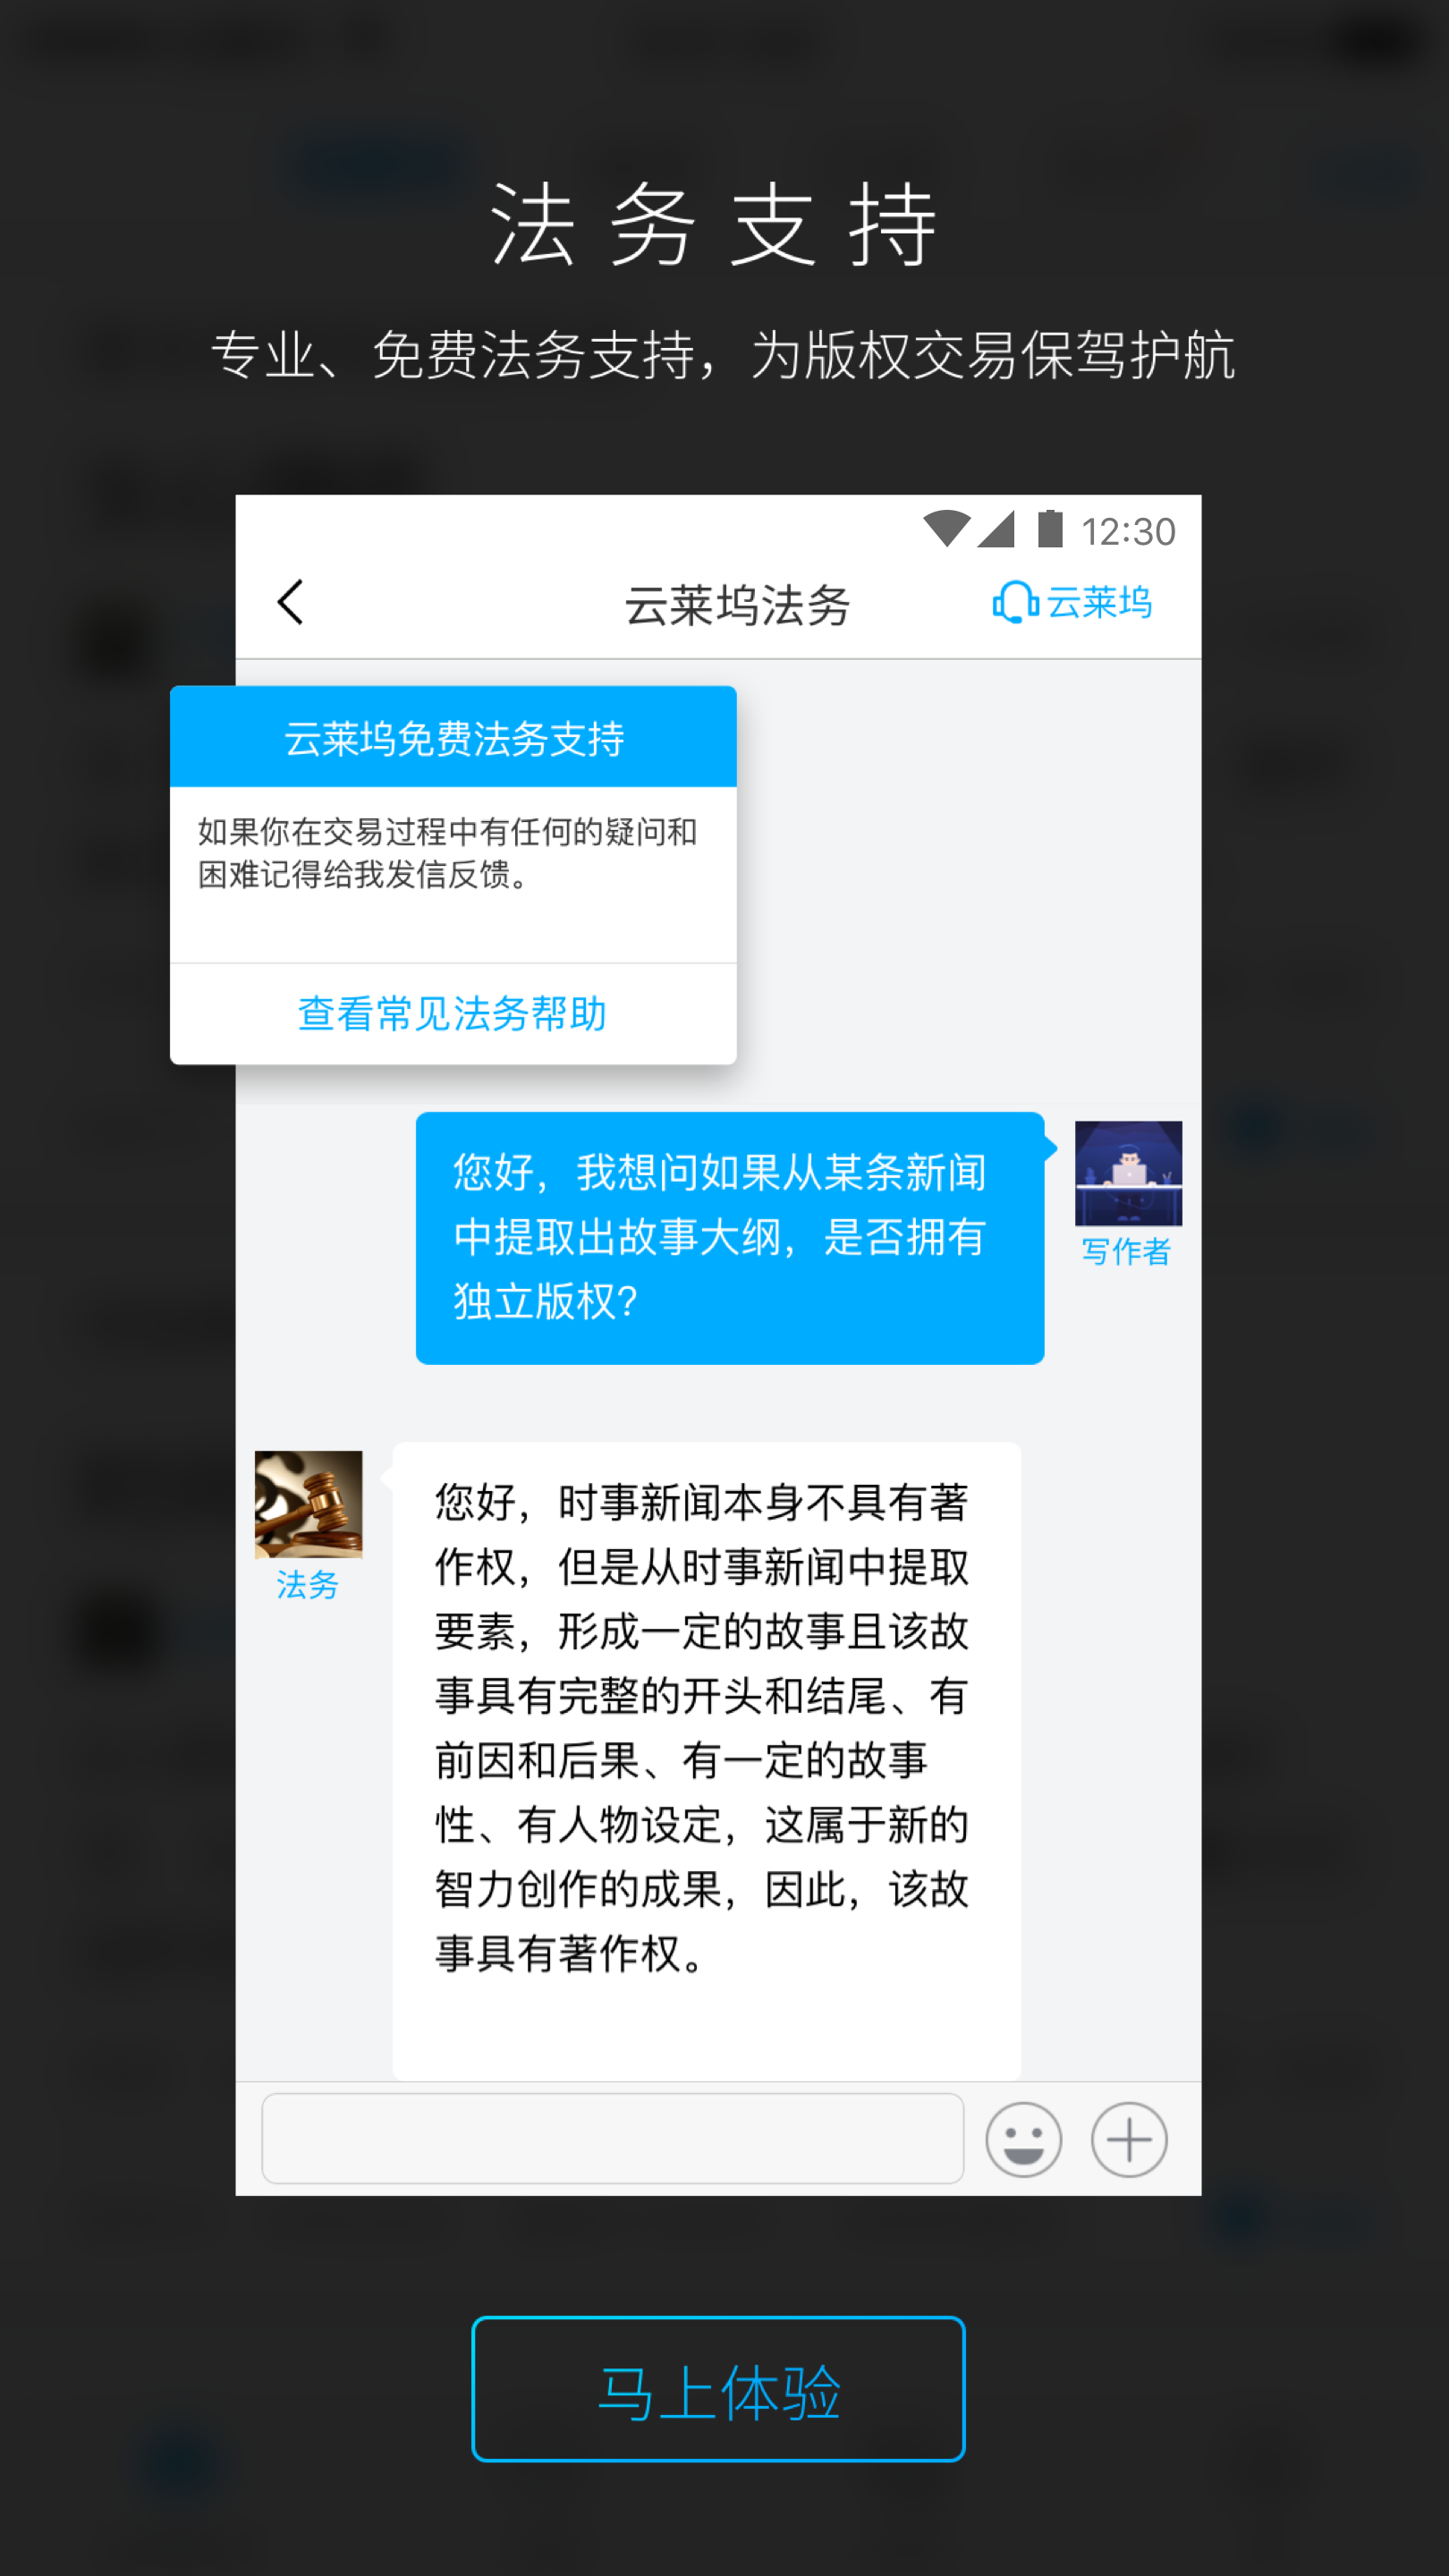 法务支持
专业、免费法务支持，为版权交易保驾护航
12:30
云莱坞法务
云莱坞
云莱坞免费法务支持
如果你在交易过程中有任何的疑问和
困难记得给我发信反馈。
查看常见法务帮助
您好，我想问如果从某条新闻
中提取出故事大纲，是否拥有
独立版权?
写作者
您好，时事新闻本身不具有著
作权，但是从时事新闻中提取
要素，形成一定的故事且该故
事具有完整的开头和结尾、有
前因和后果、有一定的故事
性、有人物设定，这属于新的
智力创作的成果，因此，该故
事具有著作权。
法务
马上体验